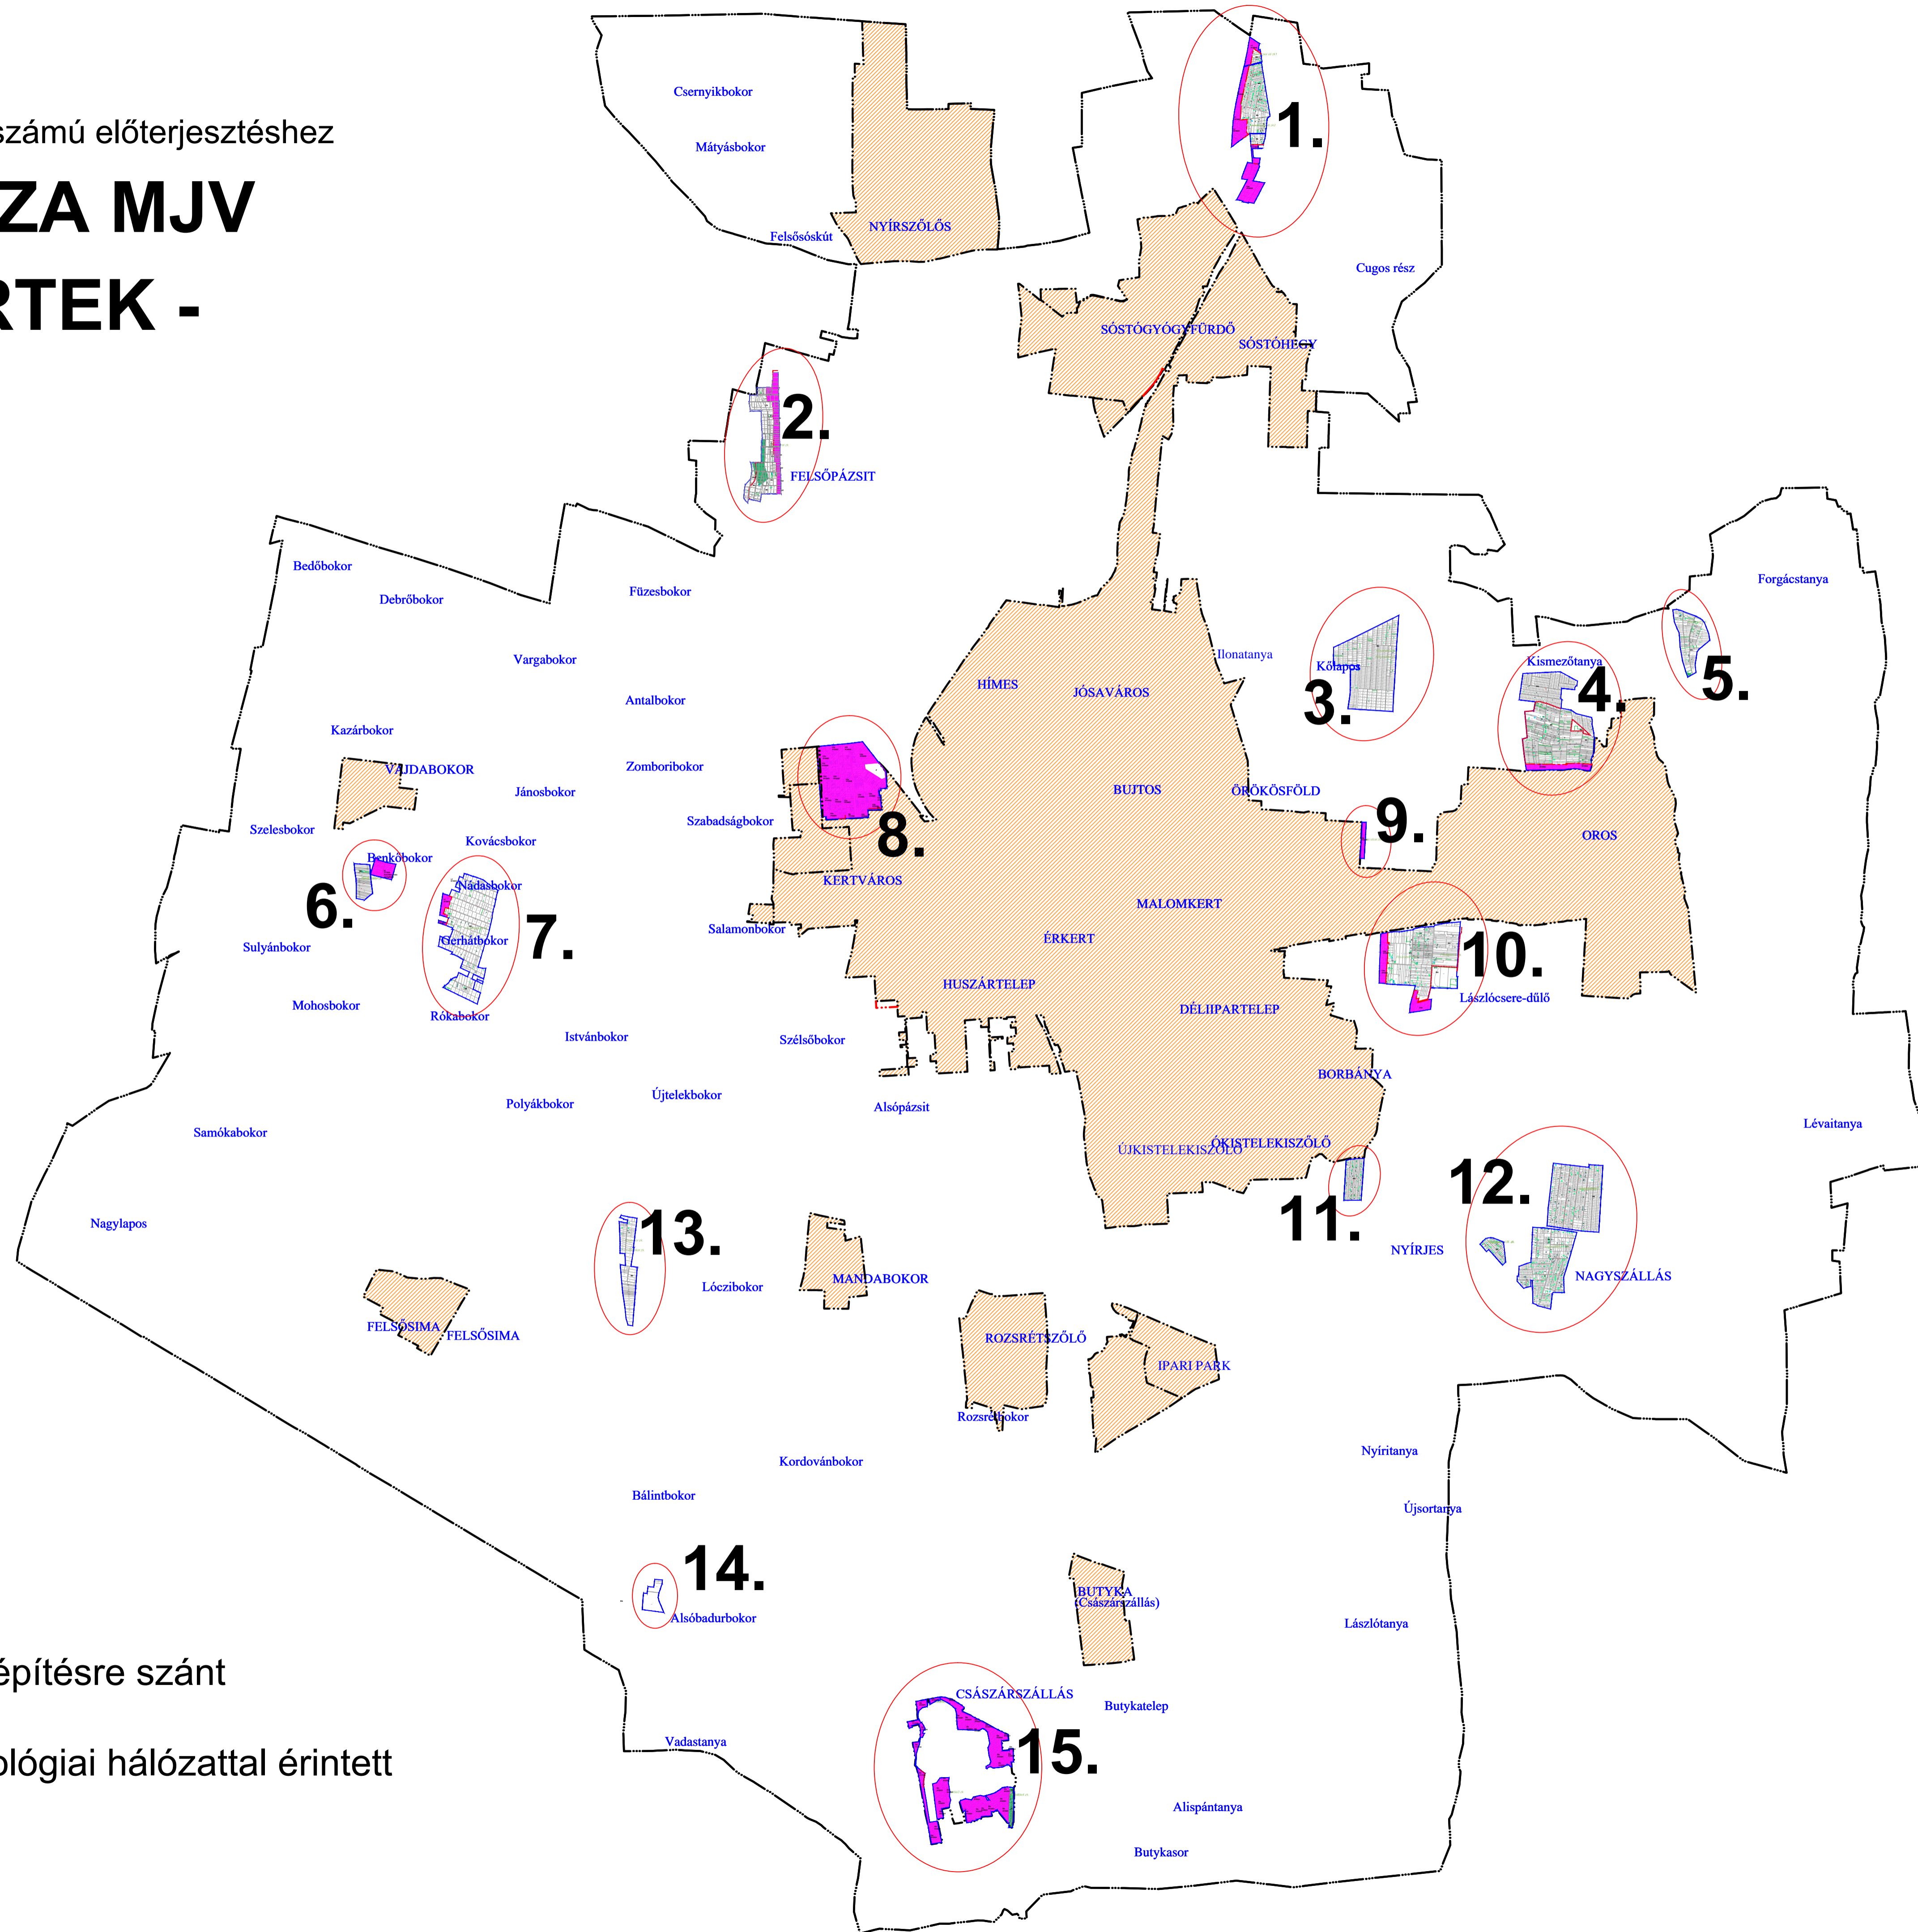 számú előterjesztéshez
ZA MJV
RTEK -
Csernyikbokor
Mátyásbokor
NYÍRSZŐLŐS
Felsősóskút
1.
Cugos rész
SÓSTÓGYÓGYFÜRDŐ
SÓSTÓHEGY
2.
FELSŐPÁZSIT
Bedőbokor
Debrőbokor
Füzesbokor
Forgácstanya
Vargabokor
Ilonatanya
Kőlapos
Kismezőtanya
3.
4.
5.
HÍMES
JÓSAVÁROS
Antalbokor
Kazárbokor
VAJDABOKOR
Zomboribokor
Jánosbokor
BUJTOS
ÖRÖKÖSFÖLD
Szelesbokor
Szabadságbokor
8.
9.
OROS
Kovácsbokor
Benkőbokor
Nádasbokor
6.
KERTVÁROS
MALOMKERT
Sulyánbokor
Gerhátbokor
7.
Salamonbokor
ÉRKERT
10.
HUSZÁRTELEP
Lászlócsere-dűlő
Mohosbokor
Rókabokor
DÉLIIPARTELEP
Istvánbokor
Szélsőbokor
BORBÁNYA
Polyákbokor
Újtelekbokor
Alsópázsit
Samókabokor
Lévaitanya
ÚJKISTELEKISZŐLŐ
ÓKISTELEKISZŐLŐ
11.
12.
Nagylapos
13.
NYÍRJES
NAGYSZÁLLÁS
Lóczibokor
MANDABOKOR
FELSŐSIMA
FELSŐSIMA
ROZSRÉTSZŐLŐ
IPARI PARK
Rozsrétbokor
Kordovánbokor
Nyíritanya
Bálintbokor
Újsortanya
14.
Alsóbadurbokor
BUTYKA
(Császárszállás)
Lászlótanya
építésre szánt
CSÁSZÁRSZÁLLÁS
Butykatelep
Vadastanya
15.
ológiai hálózattal érintett
Alispántanya
Butykasor